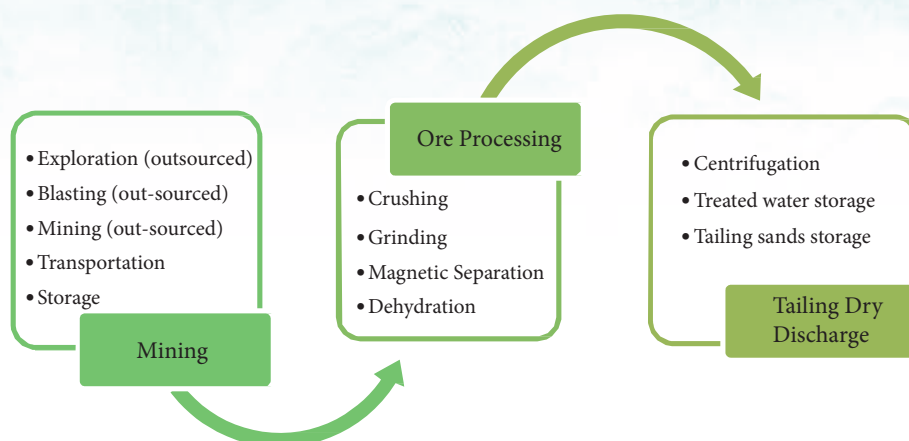 • Exploration (outsourced)
• Blasting (out-sourced)
• Mining (out-sourced)
• Transportation
• Storage
Mining
Ore Processing
• Crushing
• Grinding
• Magnetic Separation
• Dehydration
• Centrifugation
• Treated water storage
• Tailing sands storage
Tailing Dry
Discharge